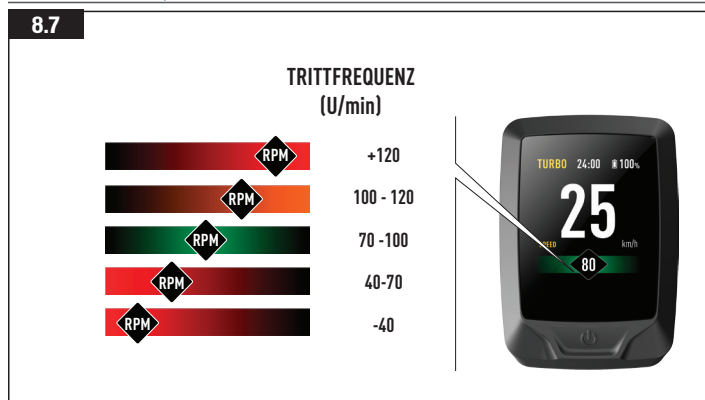 8.7
TRITTFREQUENZ
(U/min)
RPM +120
RPM 100 - 120
RPM 70 -100
RPM 40-70
RPM -40
TURBO 24:00 100%
25
SPEED km/h
80